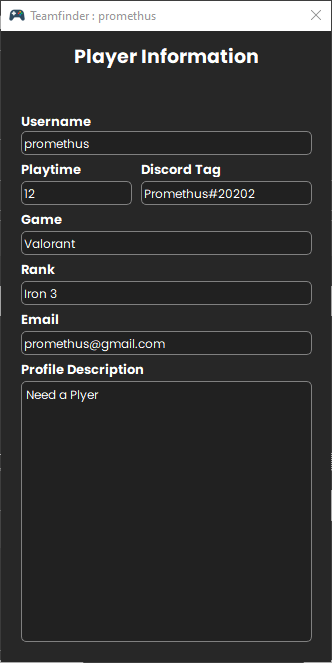 Teamfinder : promethus
Player Information
Username
promethus
Playtime
Discord Tag
12
Promethus#20202
Game
Valorant
Rank
Iron 3
Email
promethus@gmail.com
Profile Description
Need a Plyer